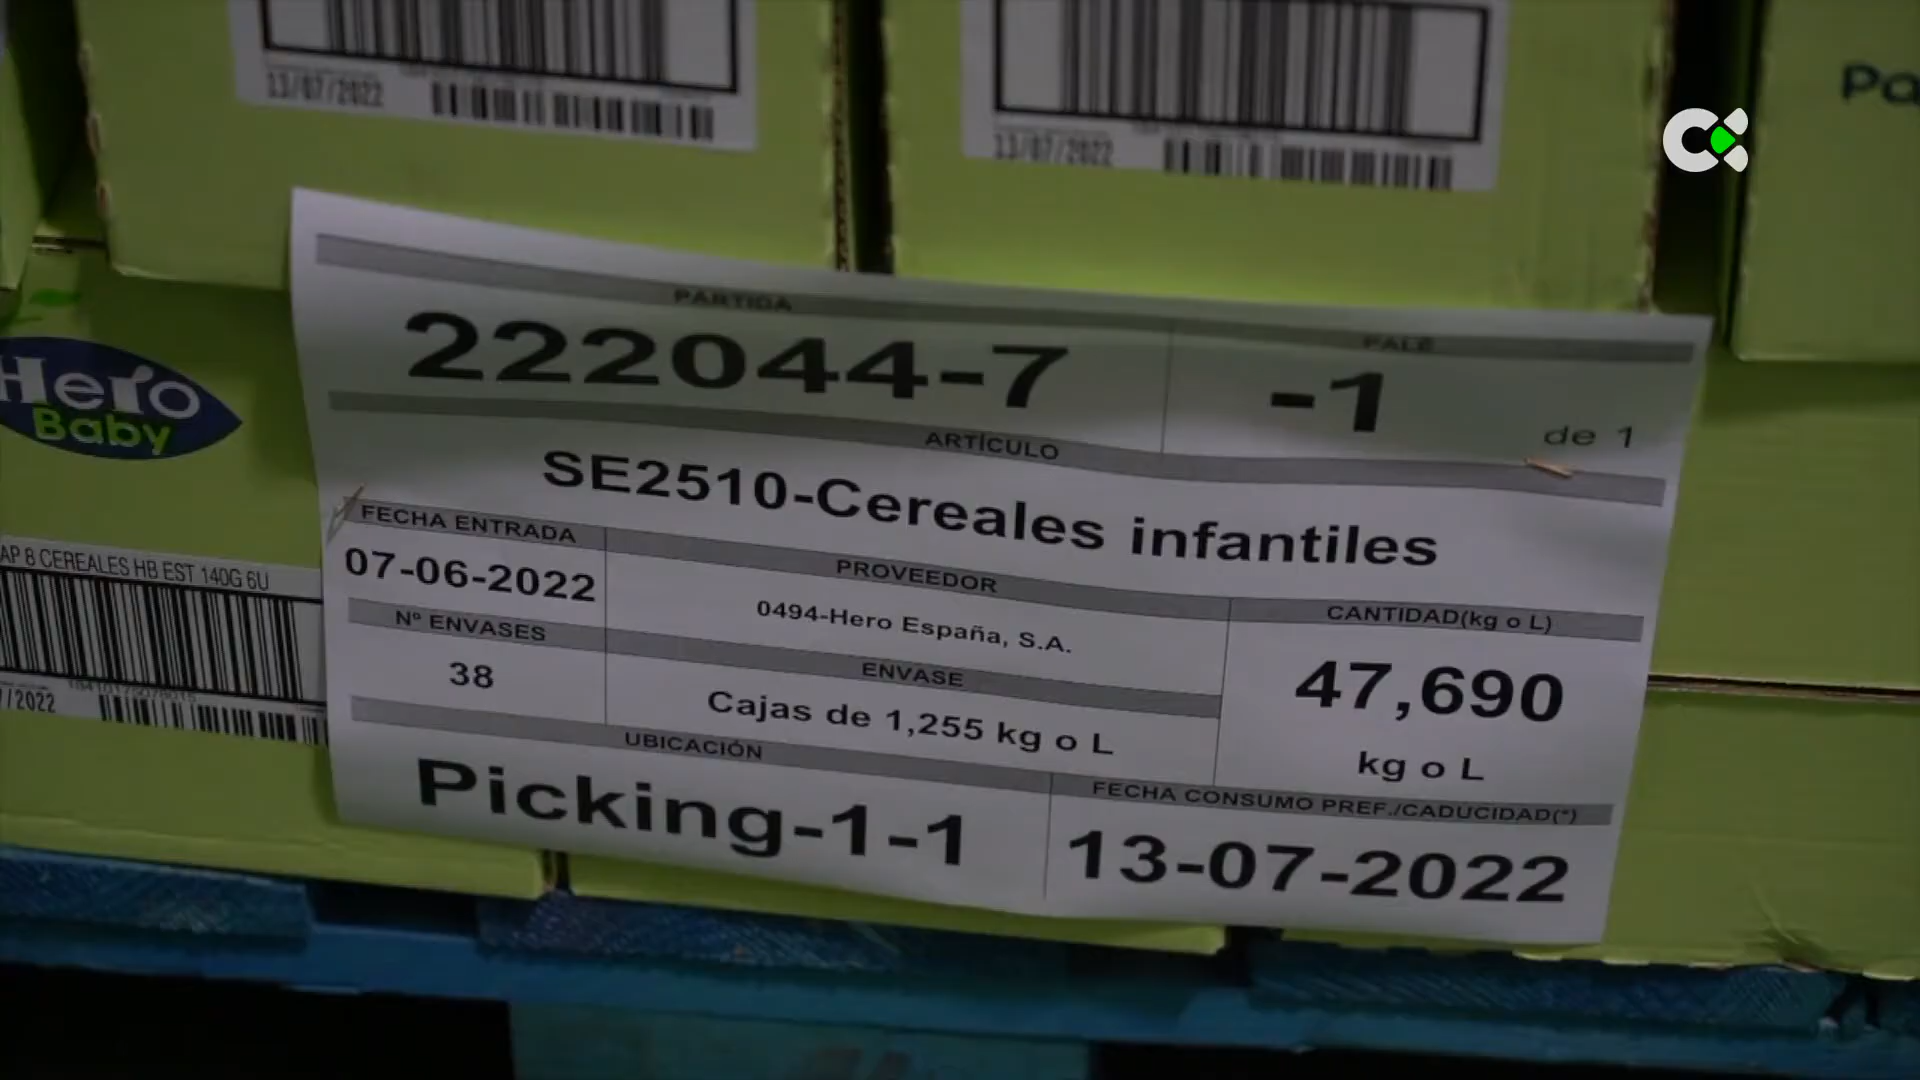 13/07/2022
13/07/2022
Pa
PARTIDA
PALÉ
222044-7
-1
de 1
ARTÍCULO
SE2510-Cereales infantiles
FECHA ENTRADA
07-06-2022
PROVEEDOR
0494-Hero España, S.A.
CANTIDAD(kg o L)
47,690
kg o L
Nº ENVASES
38
ENVASE
Cajas de 1,255 kg o L
UBICACIÓN
Picking-1-1
FECHA CONSUMO PREF./CADUCIDAD(*)
13-07-2022
Hero
Baby
AP 8 CEREALES HB EST 140G 6U
/2022